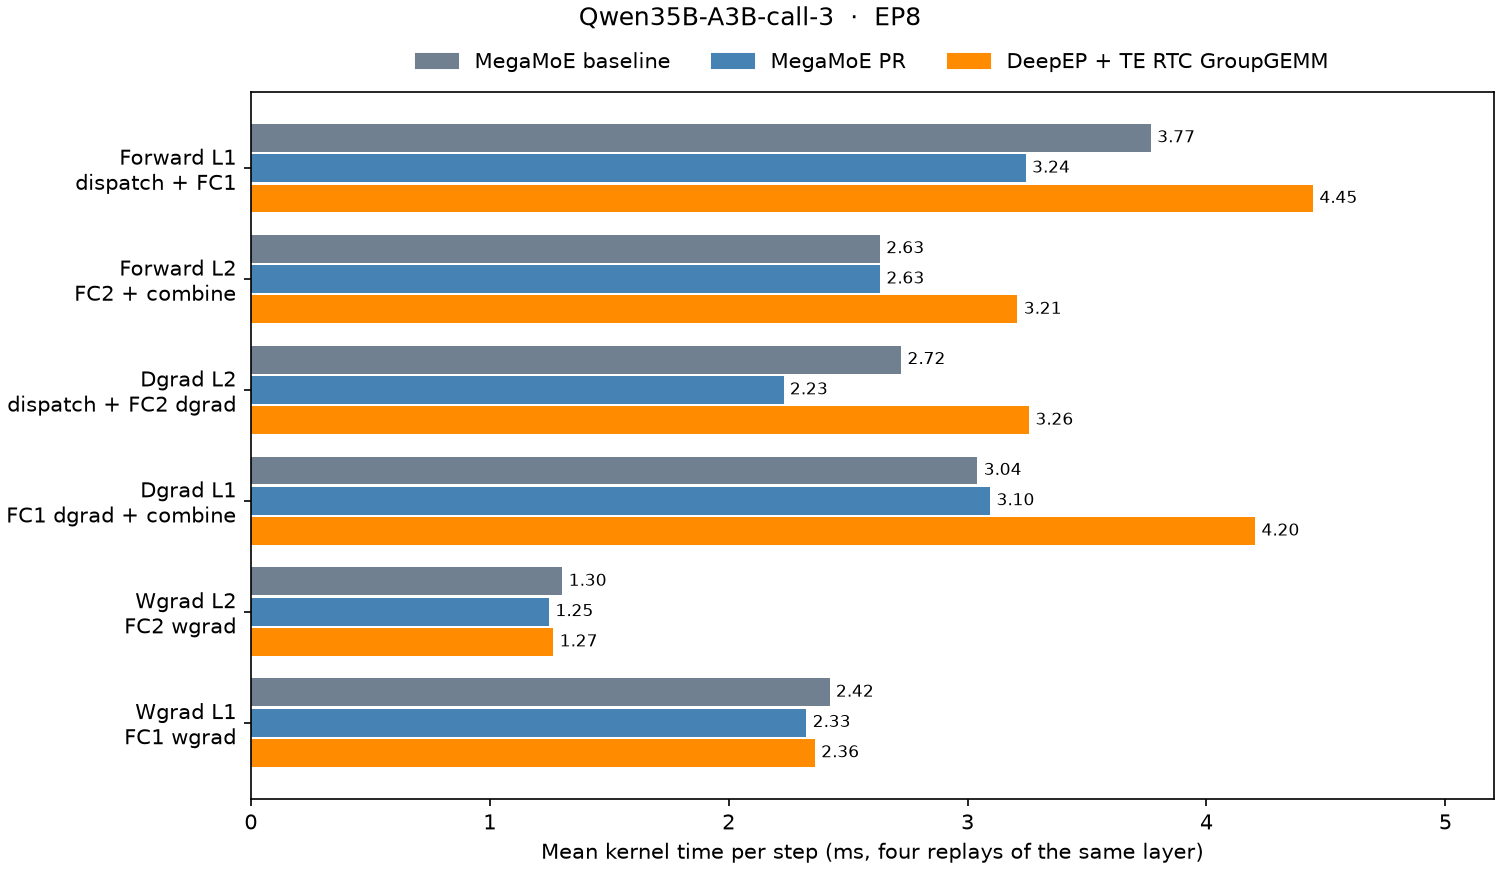 Qwen35B-A3B-call-3 · EP8
MegaMoE baseline
MegaMoE PR
DeepEP + TE RTC GroupGEMM
Forward L1
dispatch + FC1
3.77
3.24
4.45
Forward L2
FC2 + combine
2.63
2.63
3.21
Dgrad L2
dispatch + FC2 dgrad
2.72
2.23
3.26
Dgrad L1
FC1 dgrad + combine
3.04
3.10
4.20
Wgrad L2
FC2 wgrad
1.30
1.25
1.27
Wgrad L1
FC1 wgrad
2.42
2.33
2.36
0 1 2 3 4 5
Mean kernel time per step (ms, four replays of the same layer)